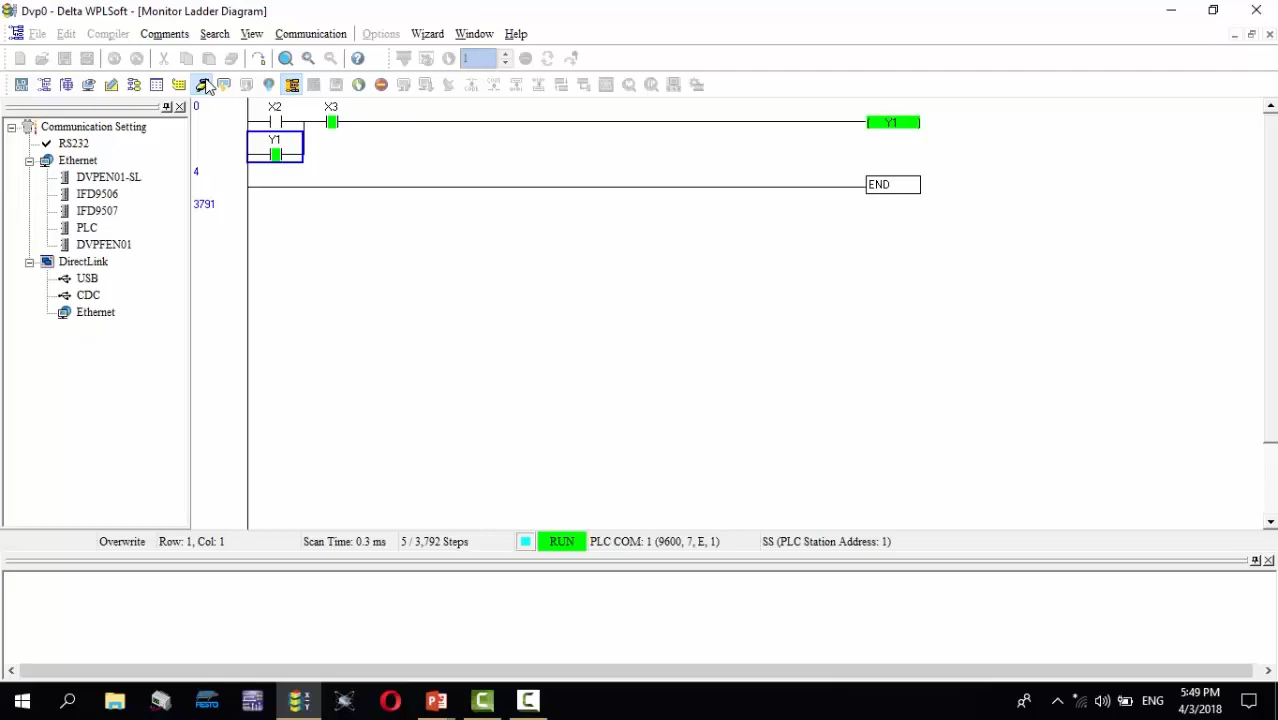 Dvp0 - Delta WPLSoft - [Monitor Ladder Diagram]
File Edit Compiler Comments Search View Communication Options Wizard Window Help
1
Communication Setting
RS232
Ethernet
DVPEN01-SL
IFD9506
IFD9507
PLC
DVPFEN01
DirectLink
USB
CDC
Ethernet
0
X2 X3
Y1
Y1
4
END
3791
Overwrite Row: 1, Col: 1 Scan Time: 0.3 ms 5 / 3,792 Steps RUN PLC COM: 1 (9600, 7, E, 1) SS (PLC Station Address: 1)
FESTO
ENG
5:49 PM
4/3/2018